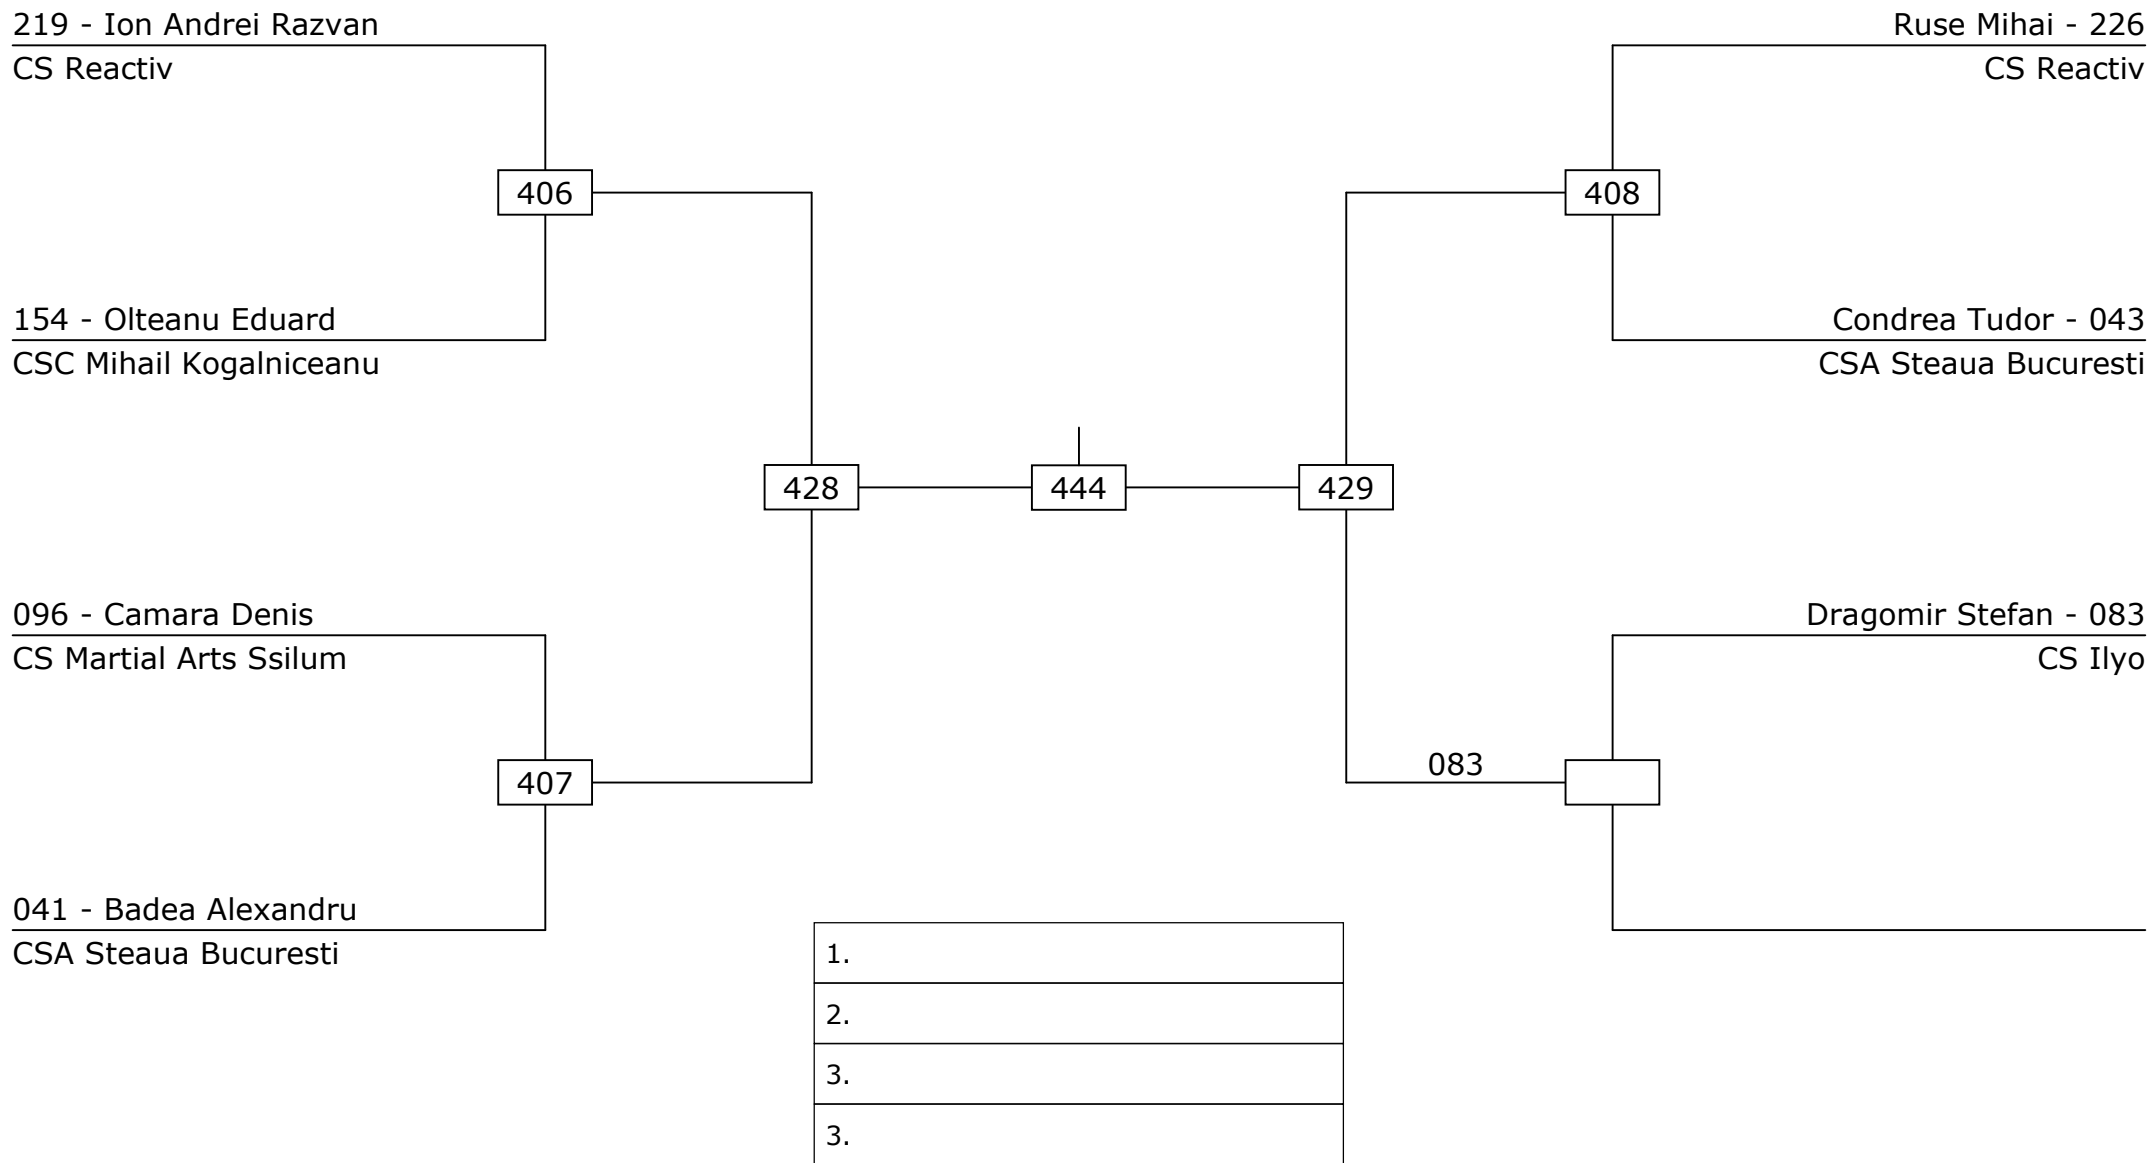 219 - Ion Andrei Razvan
CS Reactiv
406
154 - Olteanu Eduard
CSC Mihail Kogalniceanu
096 - Camara Denis
CS Martial Arts Ssilum
407
041 - Badea Alexandru
CSA Steaua Bucuresti
428
444
429
Ruse Mihai - 226
CS Reactiv
408
Condrea Tudor - 043
CSA Steaua Bucuresti
Dragomir Stefan - 083
CS Ilyo
083
1.
2.
3.
3.